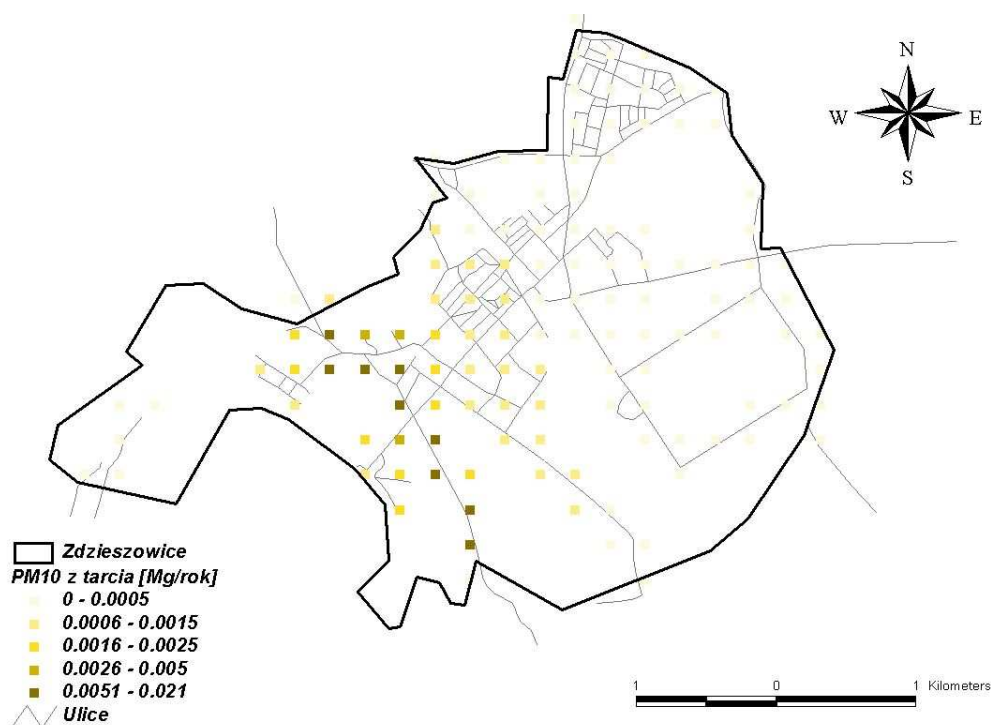 N
W E
S
Zdzieszowice
PM10 z tarcia [Mg/rok]
0 - 0.0005
0.0006 - 0.0015
0.0016 - 0.0025
0.0026 - 0.005
0.0051 - 0.021
Ulice
1 0 1 Kilometers